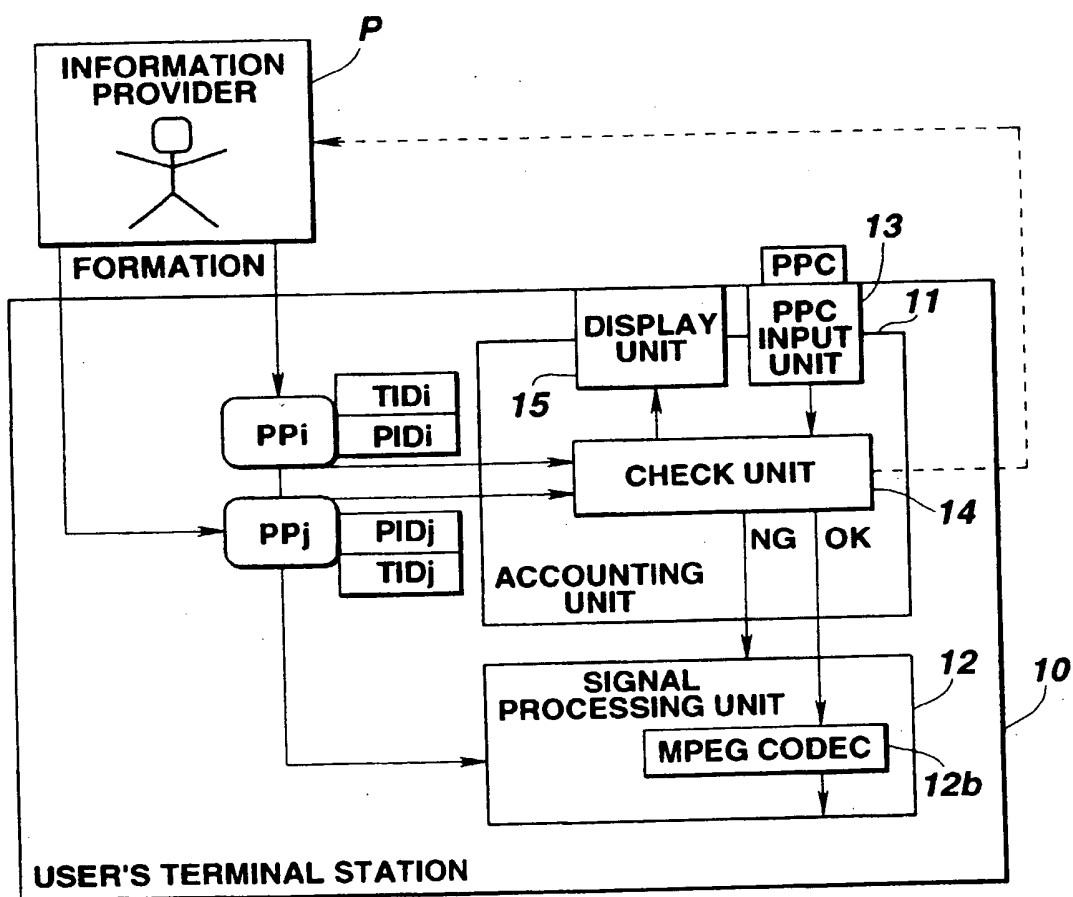 P
INFORMATION
PROVIDER
FORMATION
PPC
13
PPC
INPUT
UNIT
11
DISPLAY
UNIT
15
TIDi
PIDi
PPi
CHECK UNIT
14
PPj
PIDj
TIDj
NG
OK
ACCOUNTING
UNIT
SIGNAL
PROCESSING UNIT
12
10
MPEG CODEC
12b
USER'S TERMINAL STATION